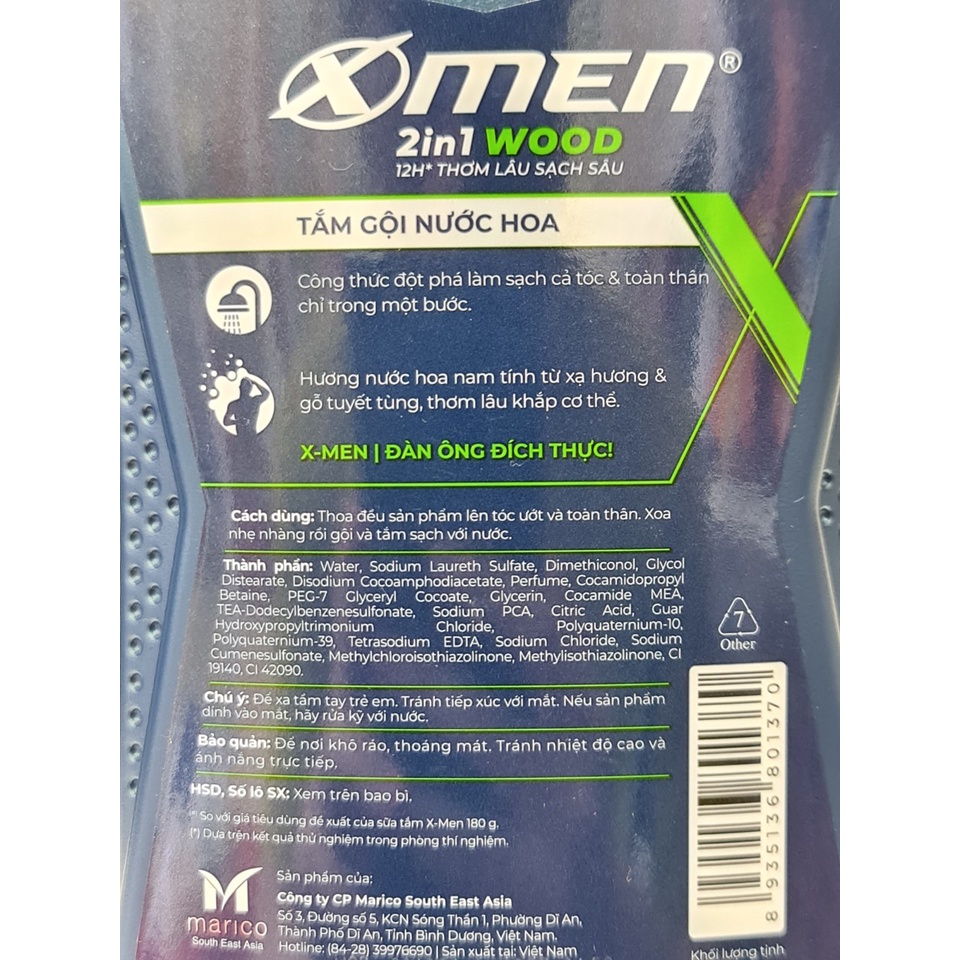 XMEN®
2in1 WOOD
12H* THƠM LÂU SẠCH SÂU
TẮM GỘI NƯỚC HOA
Công thức đột phá làm sạch cả tóc & toàn thân
chỉ trong một bước.
Hương nước hoa nam tính từ xạ hương &
gỗ tuyết tùng, thơm lâu khắp cơ thể.
X-MEN | ĐÀN ÔNG ĐÍCH THỰC!
Cách dùng: Thoa đều sản phẩm lên tóc ướt và toàn thân. Xoa
nhẹ nhàng rồi gội và tắm sạch với nước.
Thành phần: Water, Sodium Laureth Sulfate, Dimethiconol, Glycol
Distearate, Disodium Cocoamphodiacetate, Perfume, Cocamidopropyl
Betaine, PEG-7 Glyceryl Cocoate, Glycerin, Cocamide MEA,
TEA-Dodecylbenzenesulfonate, Sodium PCA, Citric Acid, Guar
Hydroxypropyltrimonium Chloride, Polyquaternium-10,
Polyquaternium-39, Tetrasodium EDTA, Sodium Chloride, Sodium
Cumenesulfonate, Methylchloroisothiazolinone, Methylisothiazolinone, CI
19140, CI 42090.
7
Other
Chú ý: Để xa tầm tay trẻ em. Tránh tiếp xúc với mắt. Nếu sản phẩm
dính vào mắt, hãy rửa kỹ với nước.
Bảo quản: Để nơi khô ráo, thoáng mát. Tránh nhiệt độ cao và
ánh nắng trực tiếp.
HSD, Số lô SX: Xem trên bao bì.
So với giá tiêu dùng đề xuất của sữa tắm X-Men 180 g.
(*) Dựa trên kết quả thử nghiệm trong phòng thí nghiệm.
8 935136 801370
marico
South East Asia
Sản phẩm của:
Công ty CP Marico South East Asia
Số 3, Đường số 5, KCN Sóng Thần 1, Phường Dĩ An,
Thành Phố Dĩ An, Tỉnh Bình Dương, Việt Nam.
Hotline: (84-28) 39976690 | Sản xuất tại: Việt Nam
Khối lượng tịnh